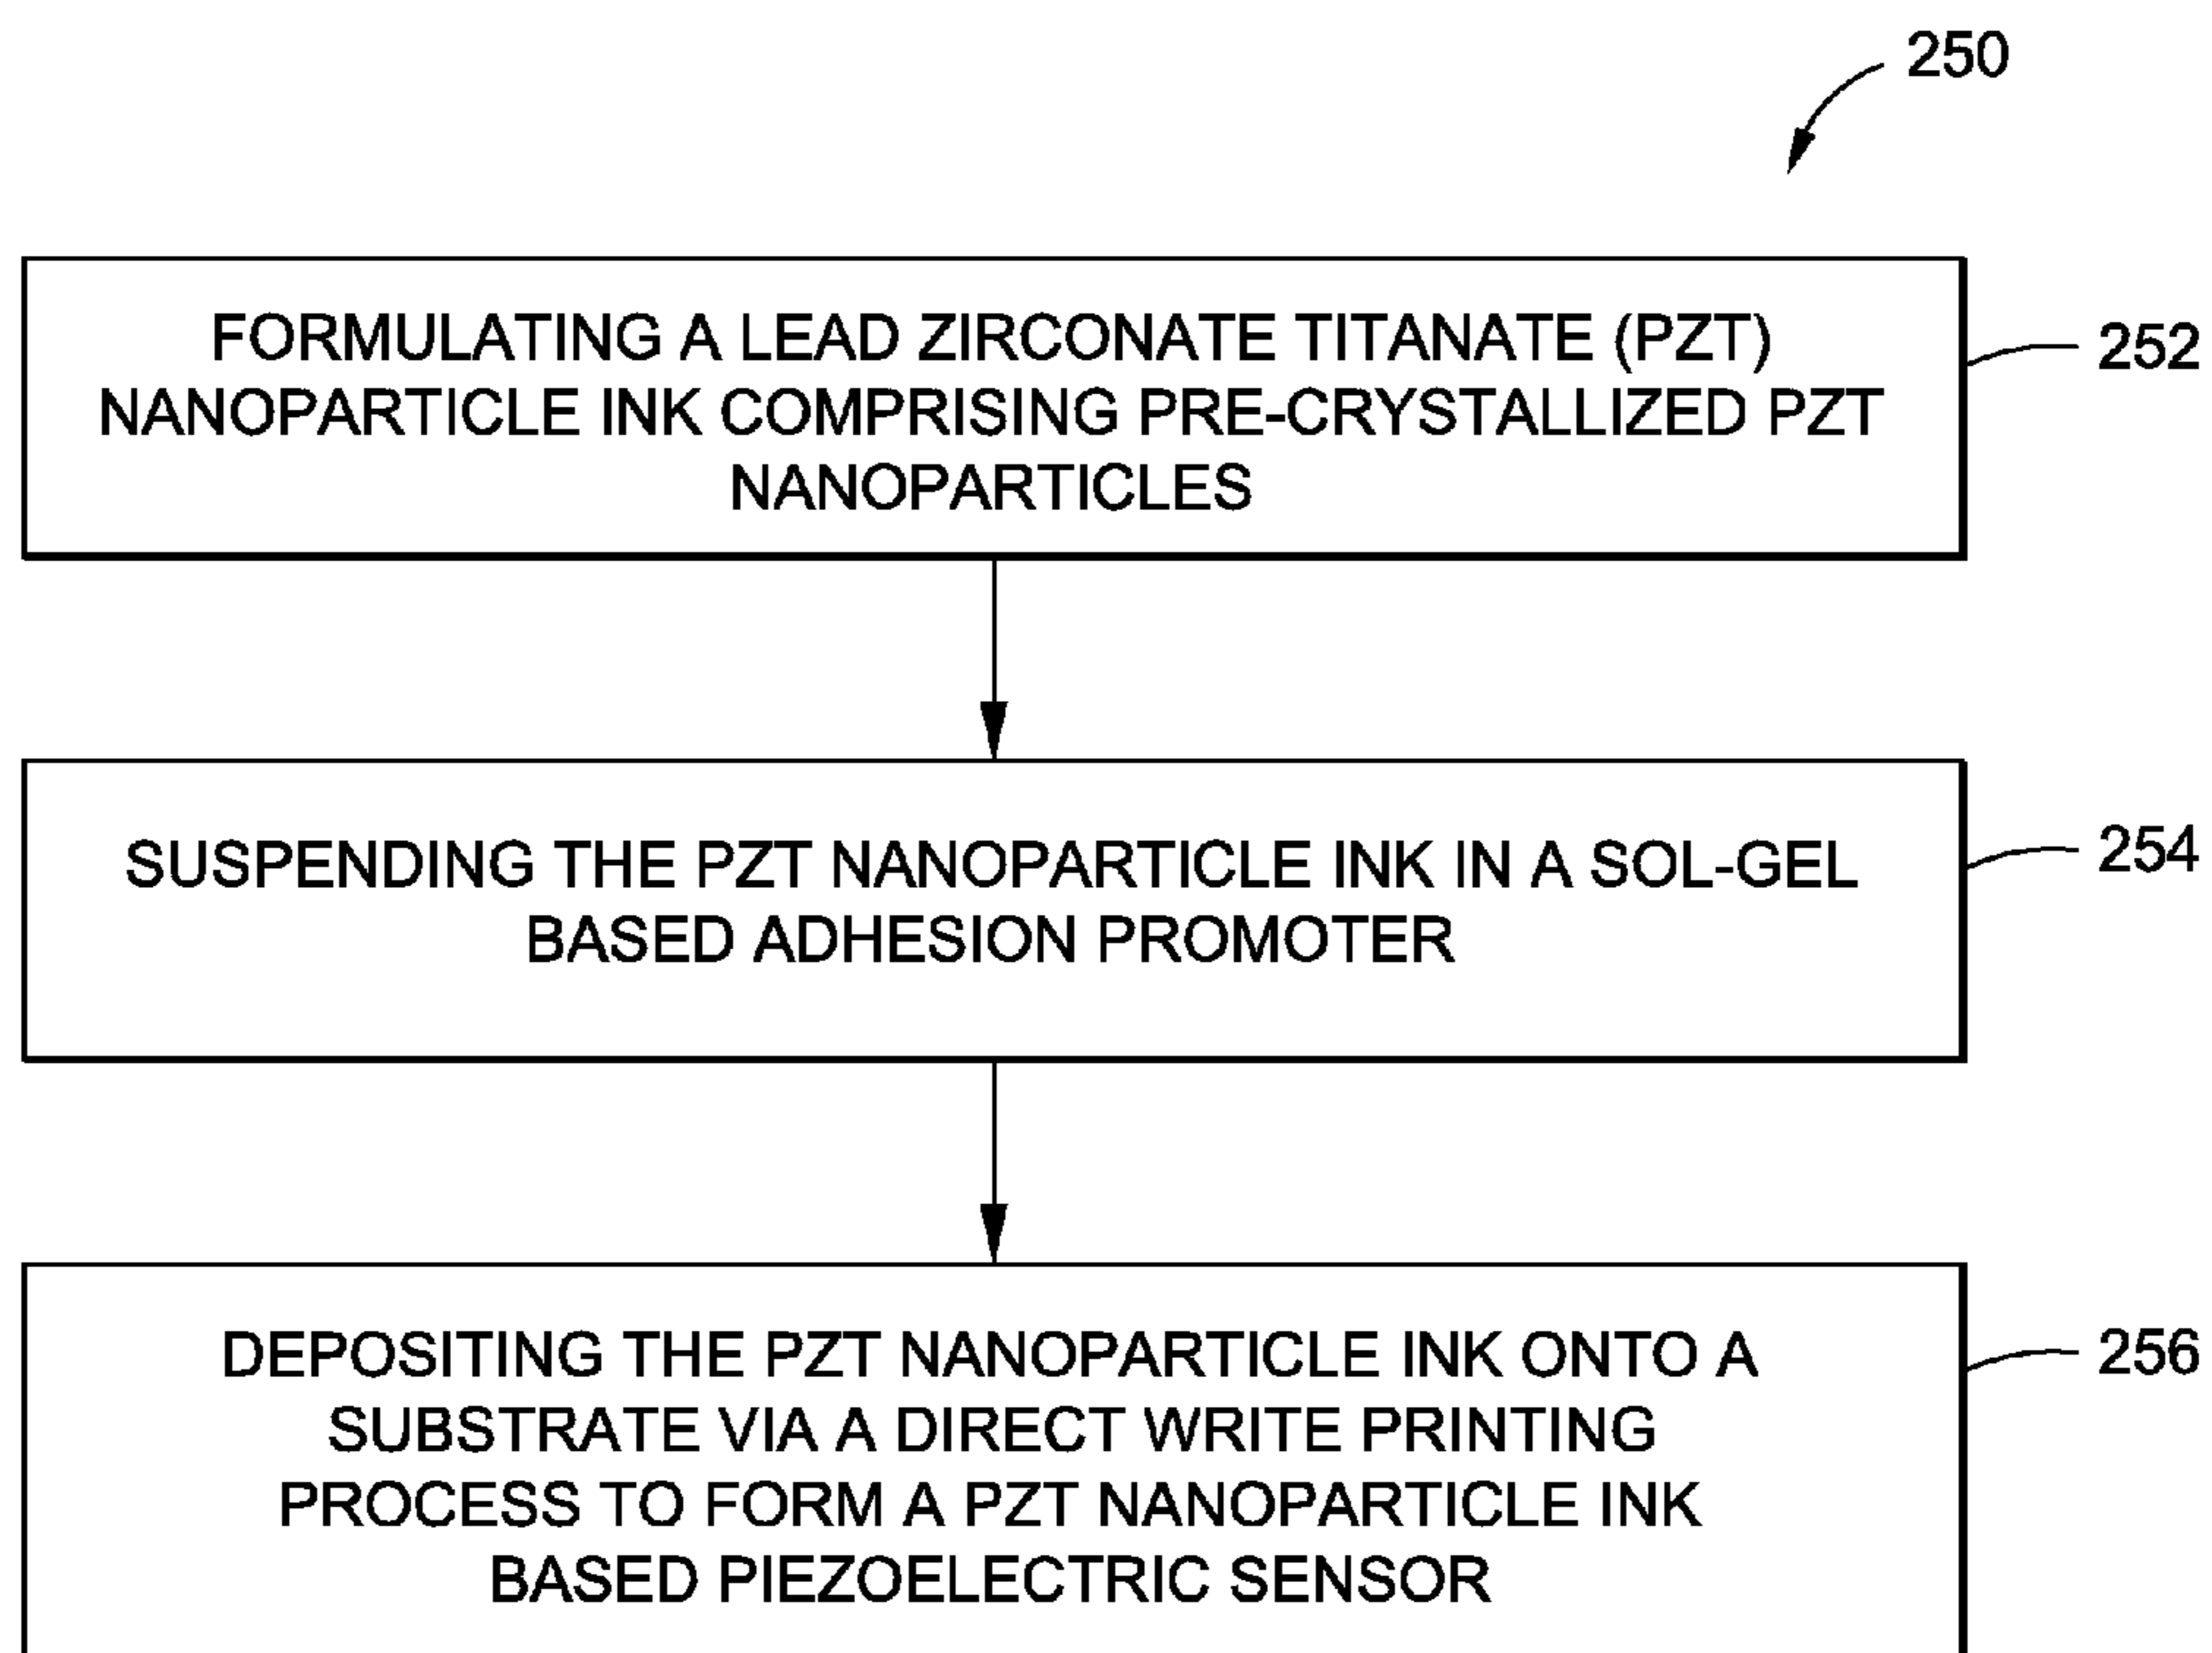 250
FORMULATING A LEAD ZIRCONATE TITANATE (PZT)
NANOPARTICLE INK COMPRISING PRE-CRYSTALLIZED PZT
NANOPARTICLES
252
SUSPENDING THE PZT NANOPARTICLE INK IN A SOL-GEL
BASED ADHESION PROMOTER
254
DEPOSITING THE PZT NANOPARTICLE INK ONTO A
SUBSTRATE VIA A DIRECT WRITE PRINTING
PROCESS TO FORM A PZT NANOPARTICLE INK
BASED PIEZOELECTRIC SENSOR
256